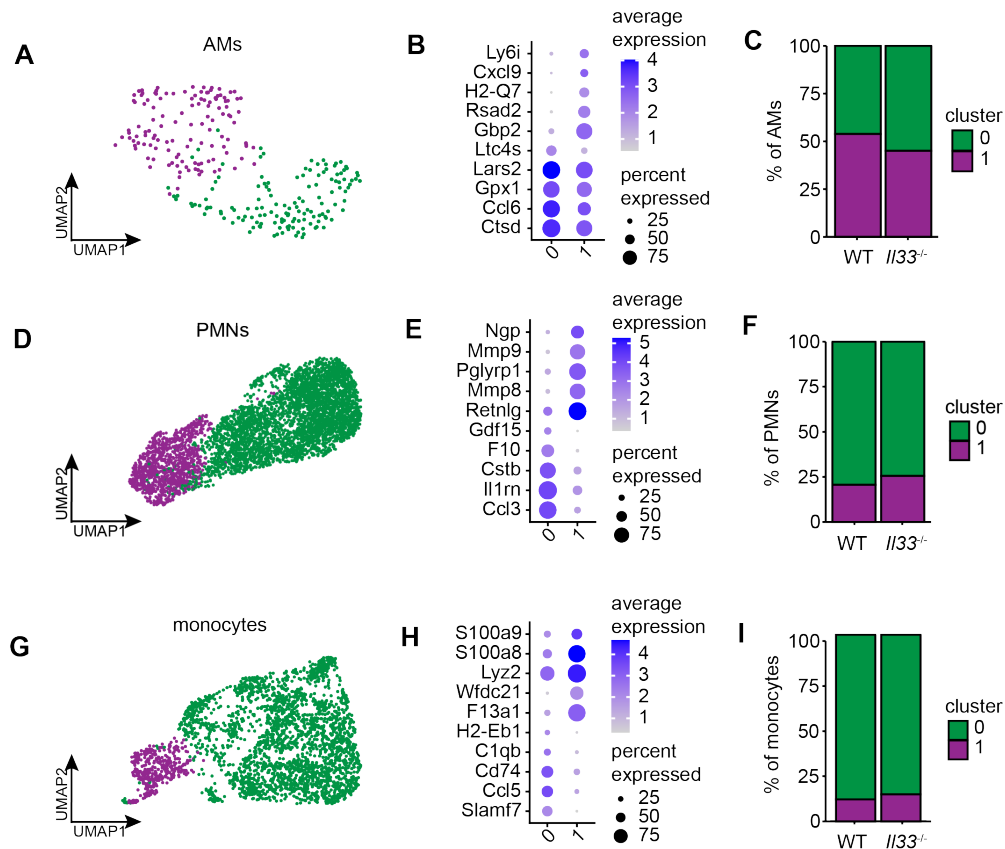 A
AMs
UMAP2
UMAP1
B
Ly6i
Cxcl9
H2-Q7
Rsad2
Gbp2
Ltc4s
Lars2
Gpx1
Ccl6
Ctsd
0 1
average
expression
4
3
2
1
percent
expressed
25
50
75
C
% of AMs
100
75
50
25
0
WT Il33-/-
cluster
0
1
D
PMNs
UMAP2
UMAP1
E
Ngp
Mmp9
Pglyrp1
Mmp8
Retnlg
Gdf15
F10
Cstb
Il1rn
Ccl3
0 1
average
expression
5
4
3
2
1
percent
expressed
25
50
75
F
% of PMNs
100
75
50
25
0
WT Il33-/-
cluster
0
1
G
monocytes
UMAP2
UMAP1
H
S100a9
S100a8
Lyz2
Wfdc21
F13a1
H2-Eb1
C1qb
Cd74
Ccl5
Slamf7
0 1
average
expression
4
3
2
1
percent
expressed
25
50
75
I
% of monocytes
100
75
50
25
0
WT Il33-/-
cluster
0
1